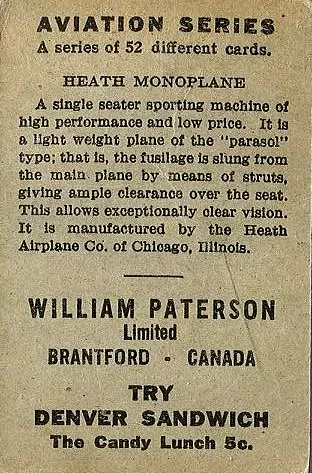 AVIATION SERIES
A series of 52 different cards.
HEATH MONOPLANE
A single seater sporting machine of
high performance and low price. It is
a light weight plane of the "parasol"
type; that is, the fusilage is slung from
the main plane by means of struts,
giving ample clearance over the seat.
This allows exceptionally clear vision.
It is manufactured by the Heath
Airplane Co. of Chicago, Illinois.
WILLIAM PATERSON
Limited
BRANTFORD - CANADA
TRY
DENVER SANDWICH
The Candy Lunch 5c.